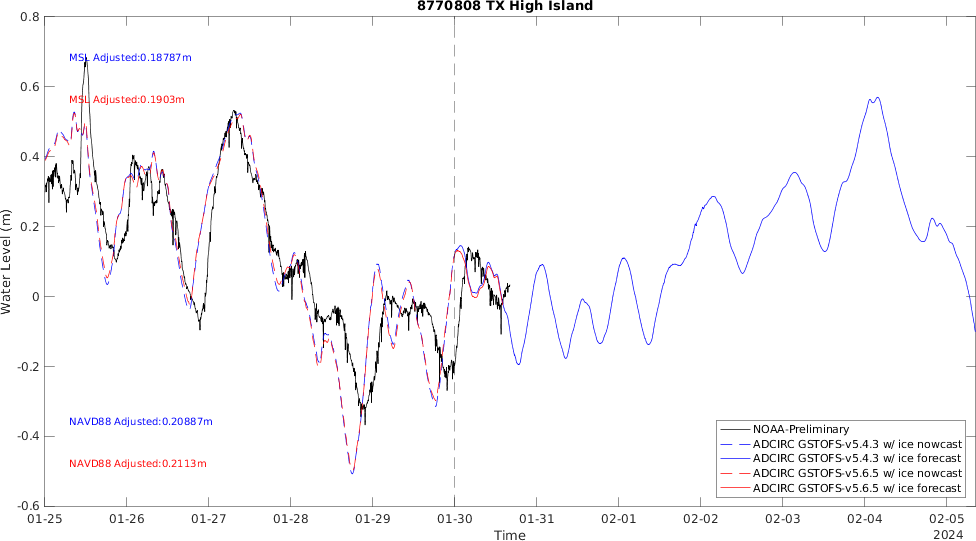 8770808 TX High Island
0.8
0.6
0.4
0.2
0
-0.2
-0.4
-0.6
Water Level (m)
MSL Adjusted:0.18787m
MSL Adjusted:0.1903m
NAVD88 Adjusted:0.20887m
NAVD88 Adjusted:0.2113m
NOAA-Preliminary
ADCIRC GSTOFS-v5.4.3 w/ ice nowcast
ADCIRC GSTOFS-v5.4.3 w/ ice forecast
ADCIRC GSTOFS-v5.6.5 w/ ice nowcast
ADCIRC GSTOFS-v5.6.5 w/ ice forecast
01-25 01-26 01-27 01-28 01-29 01-30 01-31 02-01 02-02 02-03 02-04 02-05
Time
2024